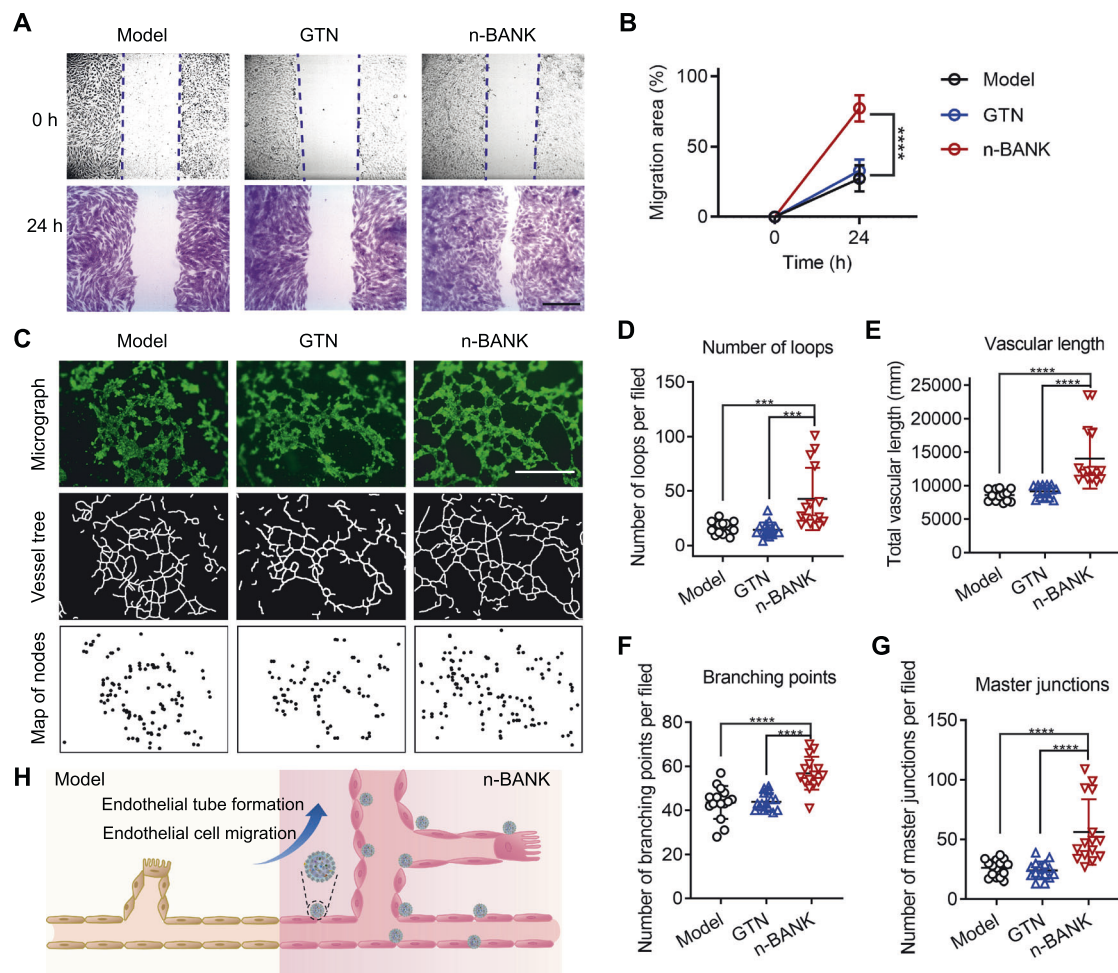 A
Model
GTN
n-BANK
0 h
24 h
B
Migration area (%)
100
50
0
0
24
Time (h)
****
Model
GTN
n-BANK
C
Model
GTN
n-BANK
Micrograph
Vessel tree
Map of nodes
D
Number of loops
Number of loops per filed
150
100
50
0
***
***
Model
GTN
n-BANK
E
Vascular length
Total vascular length (mm)
25000
20000
15000
10000
5000
0
****
****
Model
GTN
n-BANK
F
Branching points
Number of branching points per filed
80
60
40
20
0
****
****
Model
GTN
n-BANK
G
Master junctions
Number of master junctions per filed
150
100
50
0
****
****
Model
GTN
n-BANK
H
Model
n-BANK
Endothelial tube formation
Endothelial cell migration